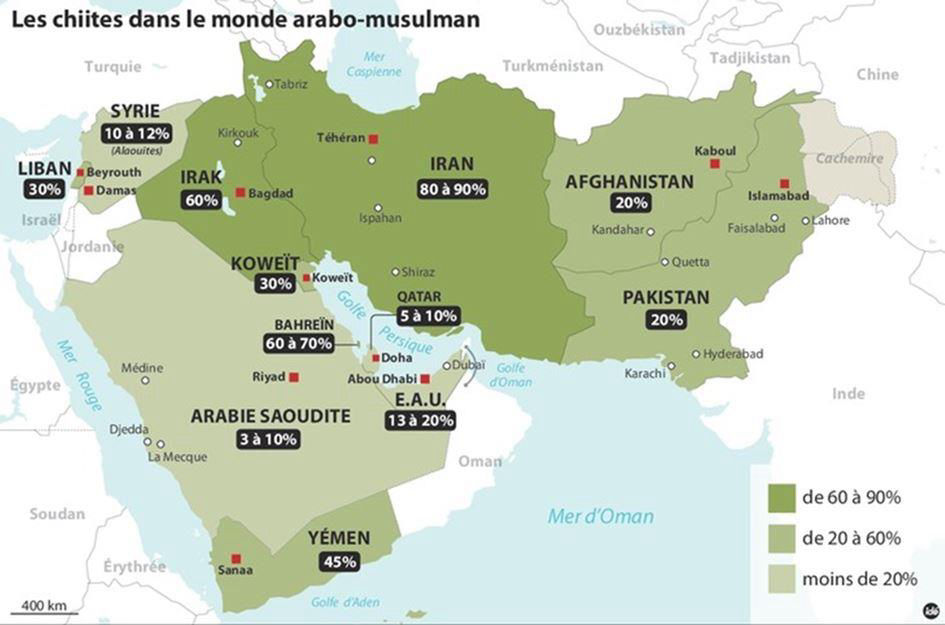 Les chiites dans le monde arabo-musulman
Ouzbékistan
Mer
Caspienne
Turquie
Turkménistan
Tadjikistan
Chine
Tabriz
SYRIE
10 à 12%
(Alaouites)
Kirkouk
Téhéran
Kaboul
Cachemire
LIBAN
30%
Beyrouth
Damas
IRAK
60%
Bagdad
IRAN
80 à 90%
AFGHANISTAN
20%
Islamabad
Israël
Ispahan
Kandahar
Faisalabad
Lahore
Jordanie
KOWEÏT
30%
Koweït
Shiraz
Quetta
Golfe
Persique
QATAR
5 à 10%
PAKISTAN
20%
BAHREÏN
60 à 70%
Doha
Dubaï
Golfe
d'Oman
Hyderabad
Karachi
Mer Rouge
Égypte
Médine
Riyad
Abou Dhabi
E.A.U.
13 à 20%
Inde
ARABIE SAOUDITE
3 à 10%
Djedda
La Mecque
Oman
Soudan
Mer d'Oman
de 60 à 90%
YÉMEN
45%
de 20 à 60%
Érythrée
Sanaa
moins de 20%
400 km
Golfe d'Aden
idé